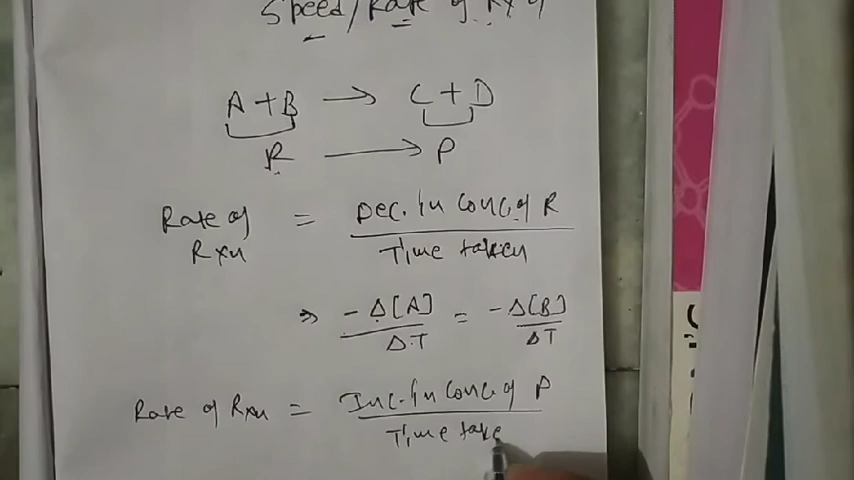 Speed/Rate of Rxn
A + B → C + D
R → P
Rate of Rxn = Dec. in Conc. of R / Time taken
⇒ -Δ[A]/ΔT = -Δ[B]/ΔT
Rate of Rxn = Inc. in Conc. of P / Time take